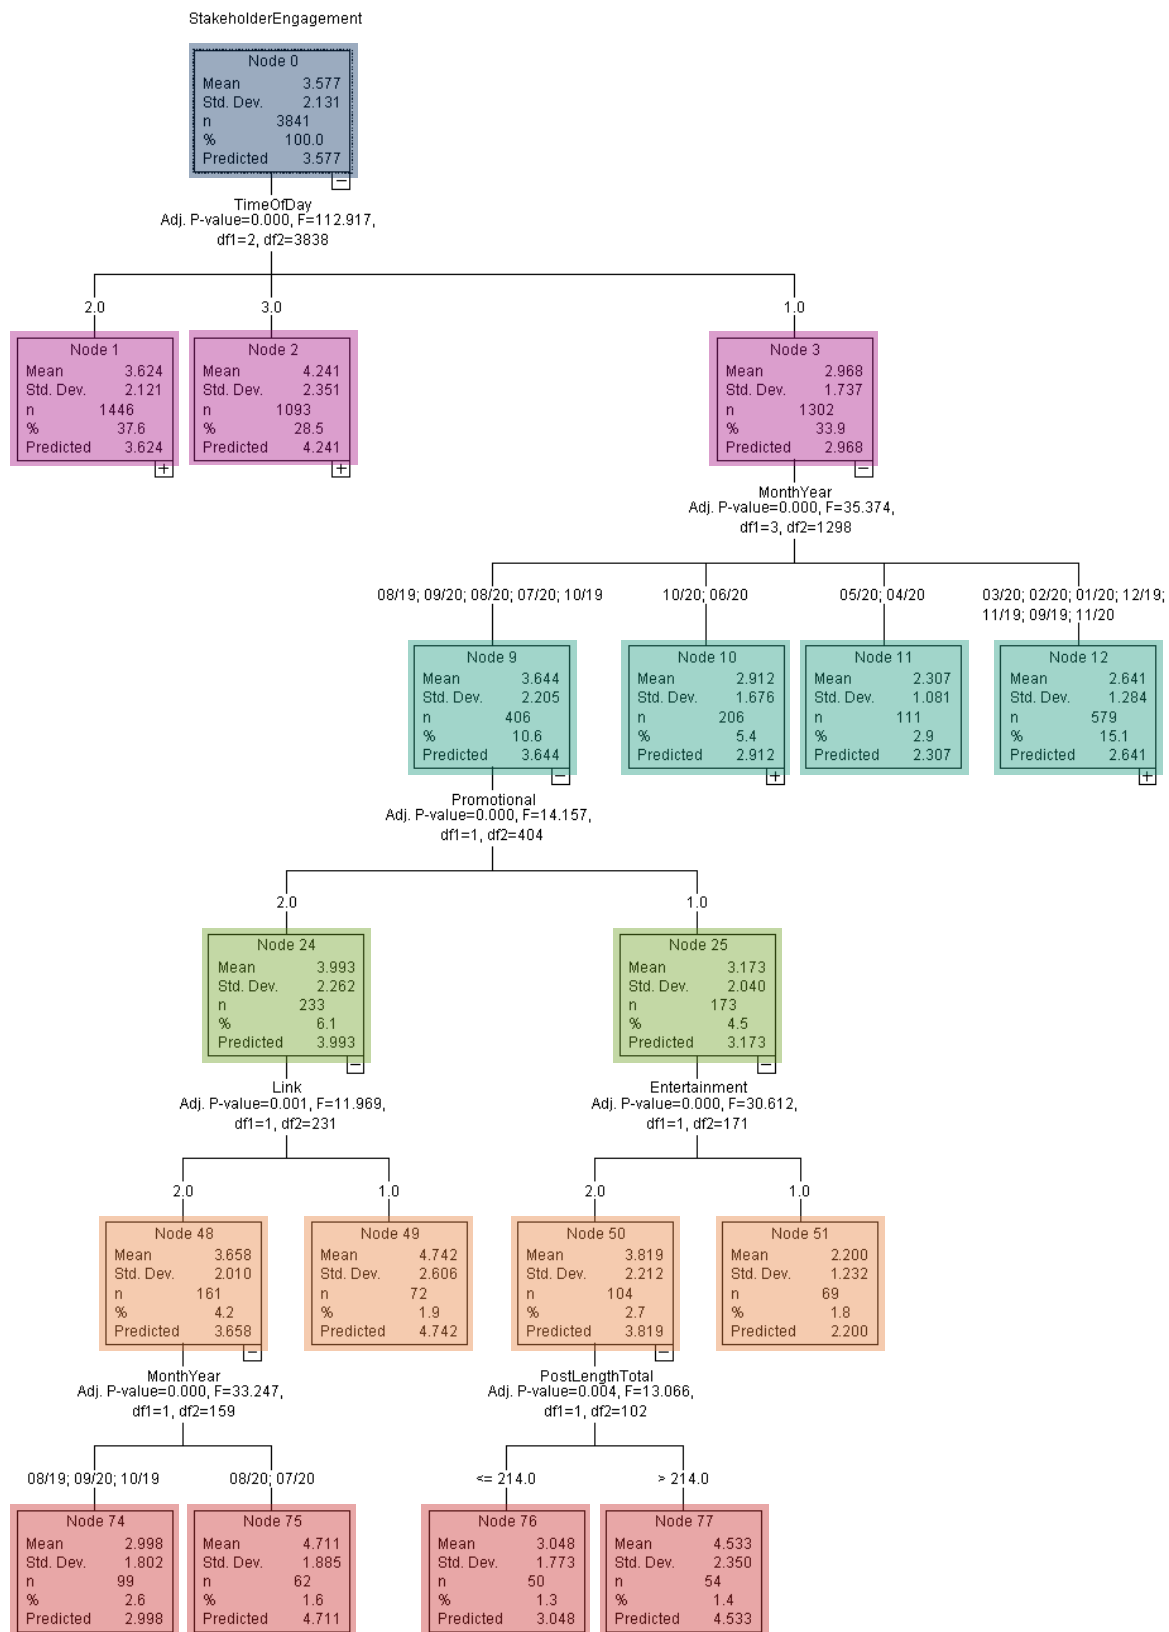 StakeholderEngagement
Node 0
Mean 3.577
Std. Dev. 2.131
n 3841
% 100.0
Predicted 3.577
TimeOfDay
Adj. P-value=0.000, F=112.917,
df1=2, df2=3838
2.0
3.0
1.0
Node 1
Mean 3.624
Std. Dev. 2.121
n 1446
% 37.6
Predicted 3.624
Node 2
Mean 4.241
Std. Dev. 2.351
n 1093
% 28.5
Predicted 4.241
Node 3
Mean 2.968
Std. Dev. 1.737
n 1302
% 33.9
Predicted 2.968
MonthYear
Adj. P-value=0.000, F=35.374,
df1=3, df2=1298
08/19; 09/20; 08/20; 07/20; 10/19
10/20; 06/20
05/20; 04/20
03/20; 02/20; 01/20; 12/19;
11/19; 09/19; 11/20
Node 9
Mean 3.644
Std. Dev. 2.205
n 406
% 10.6
Predicted 3.644
Node 10
Mean 2.912
Std. Dev. 1.676
n 206
% 5.4
Predicted 2.912
Node 11
Mean 2.307
Std. Dev. 1.081
n 111
% 2.9
Predicted 2.307
Node 12
Mean 2.641
Std. Dev. 1.284
n 579
% 15.1
Predicted 2.641
Promotional
Adj. P-value=0.000, F=14.157,
df1=1, df2=404
2.0
1.0
Node 24
Mean 3.993
Std. Dev. 2.262
n 233
% 6.1
Predicted 3.993
Node 25
Mean 3.173
Std. Dev. 2.040
n 173
% 4.5
Predicted 3.173
Link
Adj. P-value=0.001, F=11.969,
df1=1, df2=231
Entertainment
Adj. P-value=0.000, F=30.612,
df1=1, df2=171
2.0
1.0
2.0
1.0
Node 48
Mean 3.658
Std. Dev. 2.010
n 161
% 4.2
Predicted 3.658
Node 49
Mean 4.742
Std. Dev. 2.606
n 72
% 1.9
Predicted 4.742
Node 50
Mean 3.819
Std. Dev. 2.212
n 104
% 2.7
Predicted 3.819
Node 51
Mean 2.200
Std. Dev. 1.232
n 69
% 1.8
Predicted 2.200
MonthYear
Adj. P-value=0.000, F=33.247,
df1=1, df2=159
PostLengthTotal
Adj. P-value=0.004, F=13.066,
df1=1, df2=102
08/19; 09/20; 10/19
08/20; 07/20
<= 214.0
> 214.0
Node 74
Mean 2.998
Std. Dev. 1.802
n 99
% 2.6
Predicted 2.998
Node 75
Mean 4.711
Std. Dev. 1.885
n 62
% 1.6
Predicted 4.711
Node 76
Mean 3.048
Std. Dev. 1.773
n 50
% 1.3
Predicted 3.048
Node 77
Mean 4.533
Std. Dev. 2.350
n 54
% 1.4
Predicted 4.533